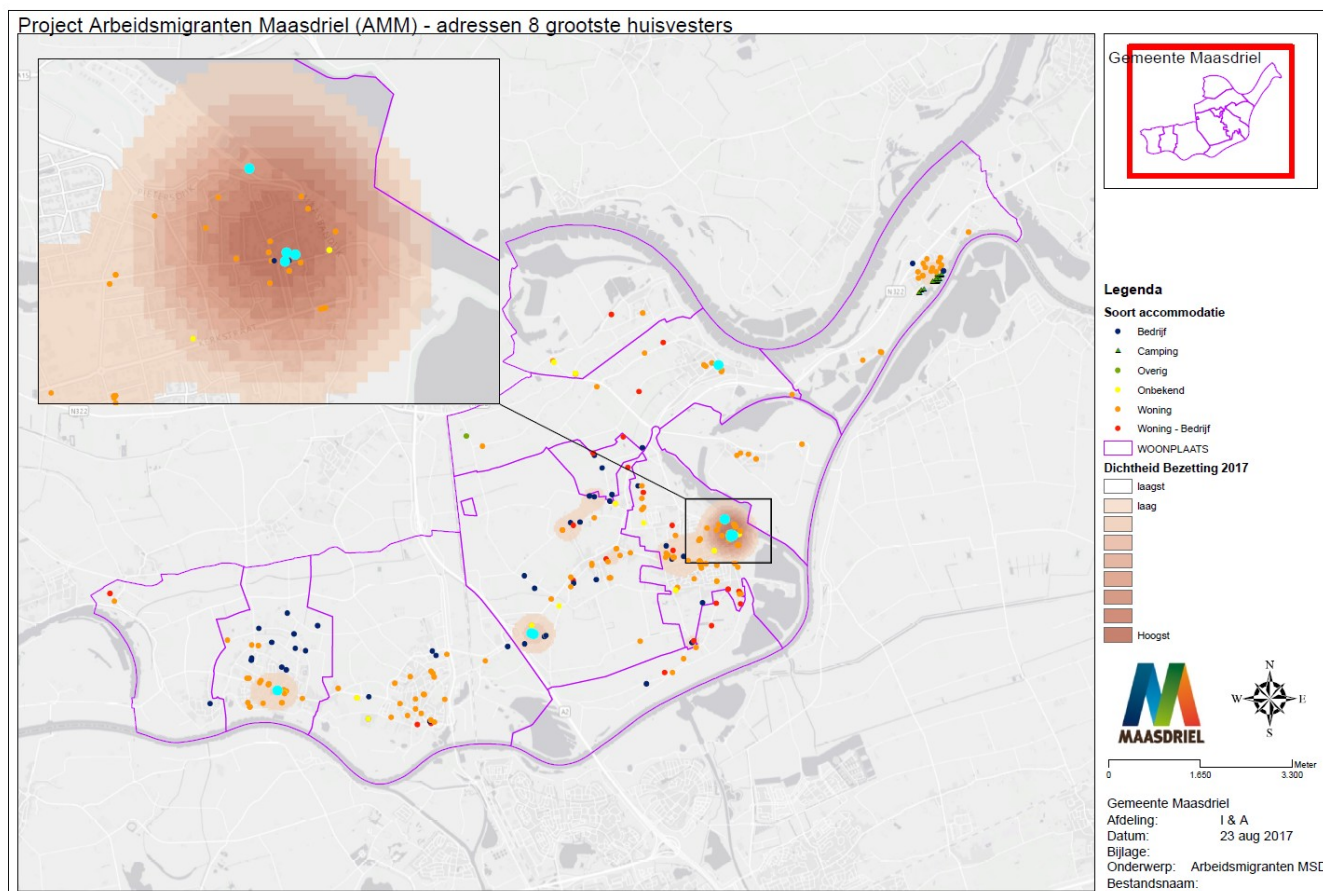 Project Arbeidsmigranten Maasdriel (AMM) - adressen 8 grootste huisvesters
A15
N322
N322
A2
Gemeente Maasdriel
Legenda
Soort accommodatie
Bedrijf
Camping
Overig
Onbekend
Woning
Woning - Bedrijf
WOONPLAATS
Dichtheid Bezetting 2017
laagst
laag
Hoogst
MAASDRIEL
N
W
E
S
Meter
0 1.650 3.300
Gemeente Maasdriel
Afdeling: I & A
Datum: 23 aug 2017
Bijlage:
Onderwerp: Arbeidsmigranten MSD
Bestandsnaam: